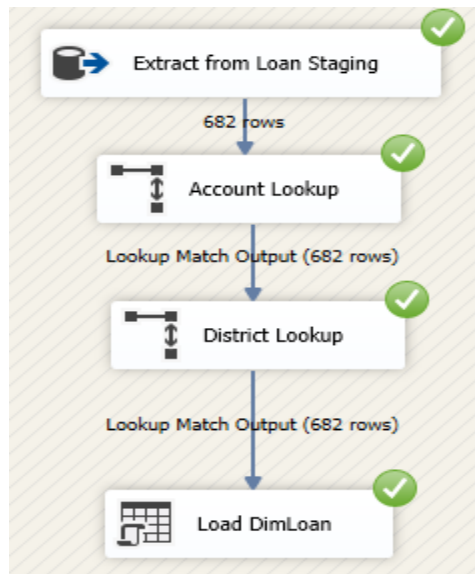 Extract from Loan Staging
682 rows
Account Lookup
Lookup Match Output (682 rows)
District Lookup
Lookup Match Output (682 rows)
Load DimLoan